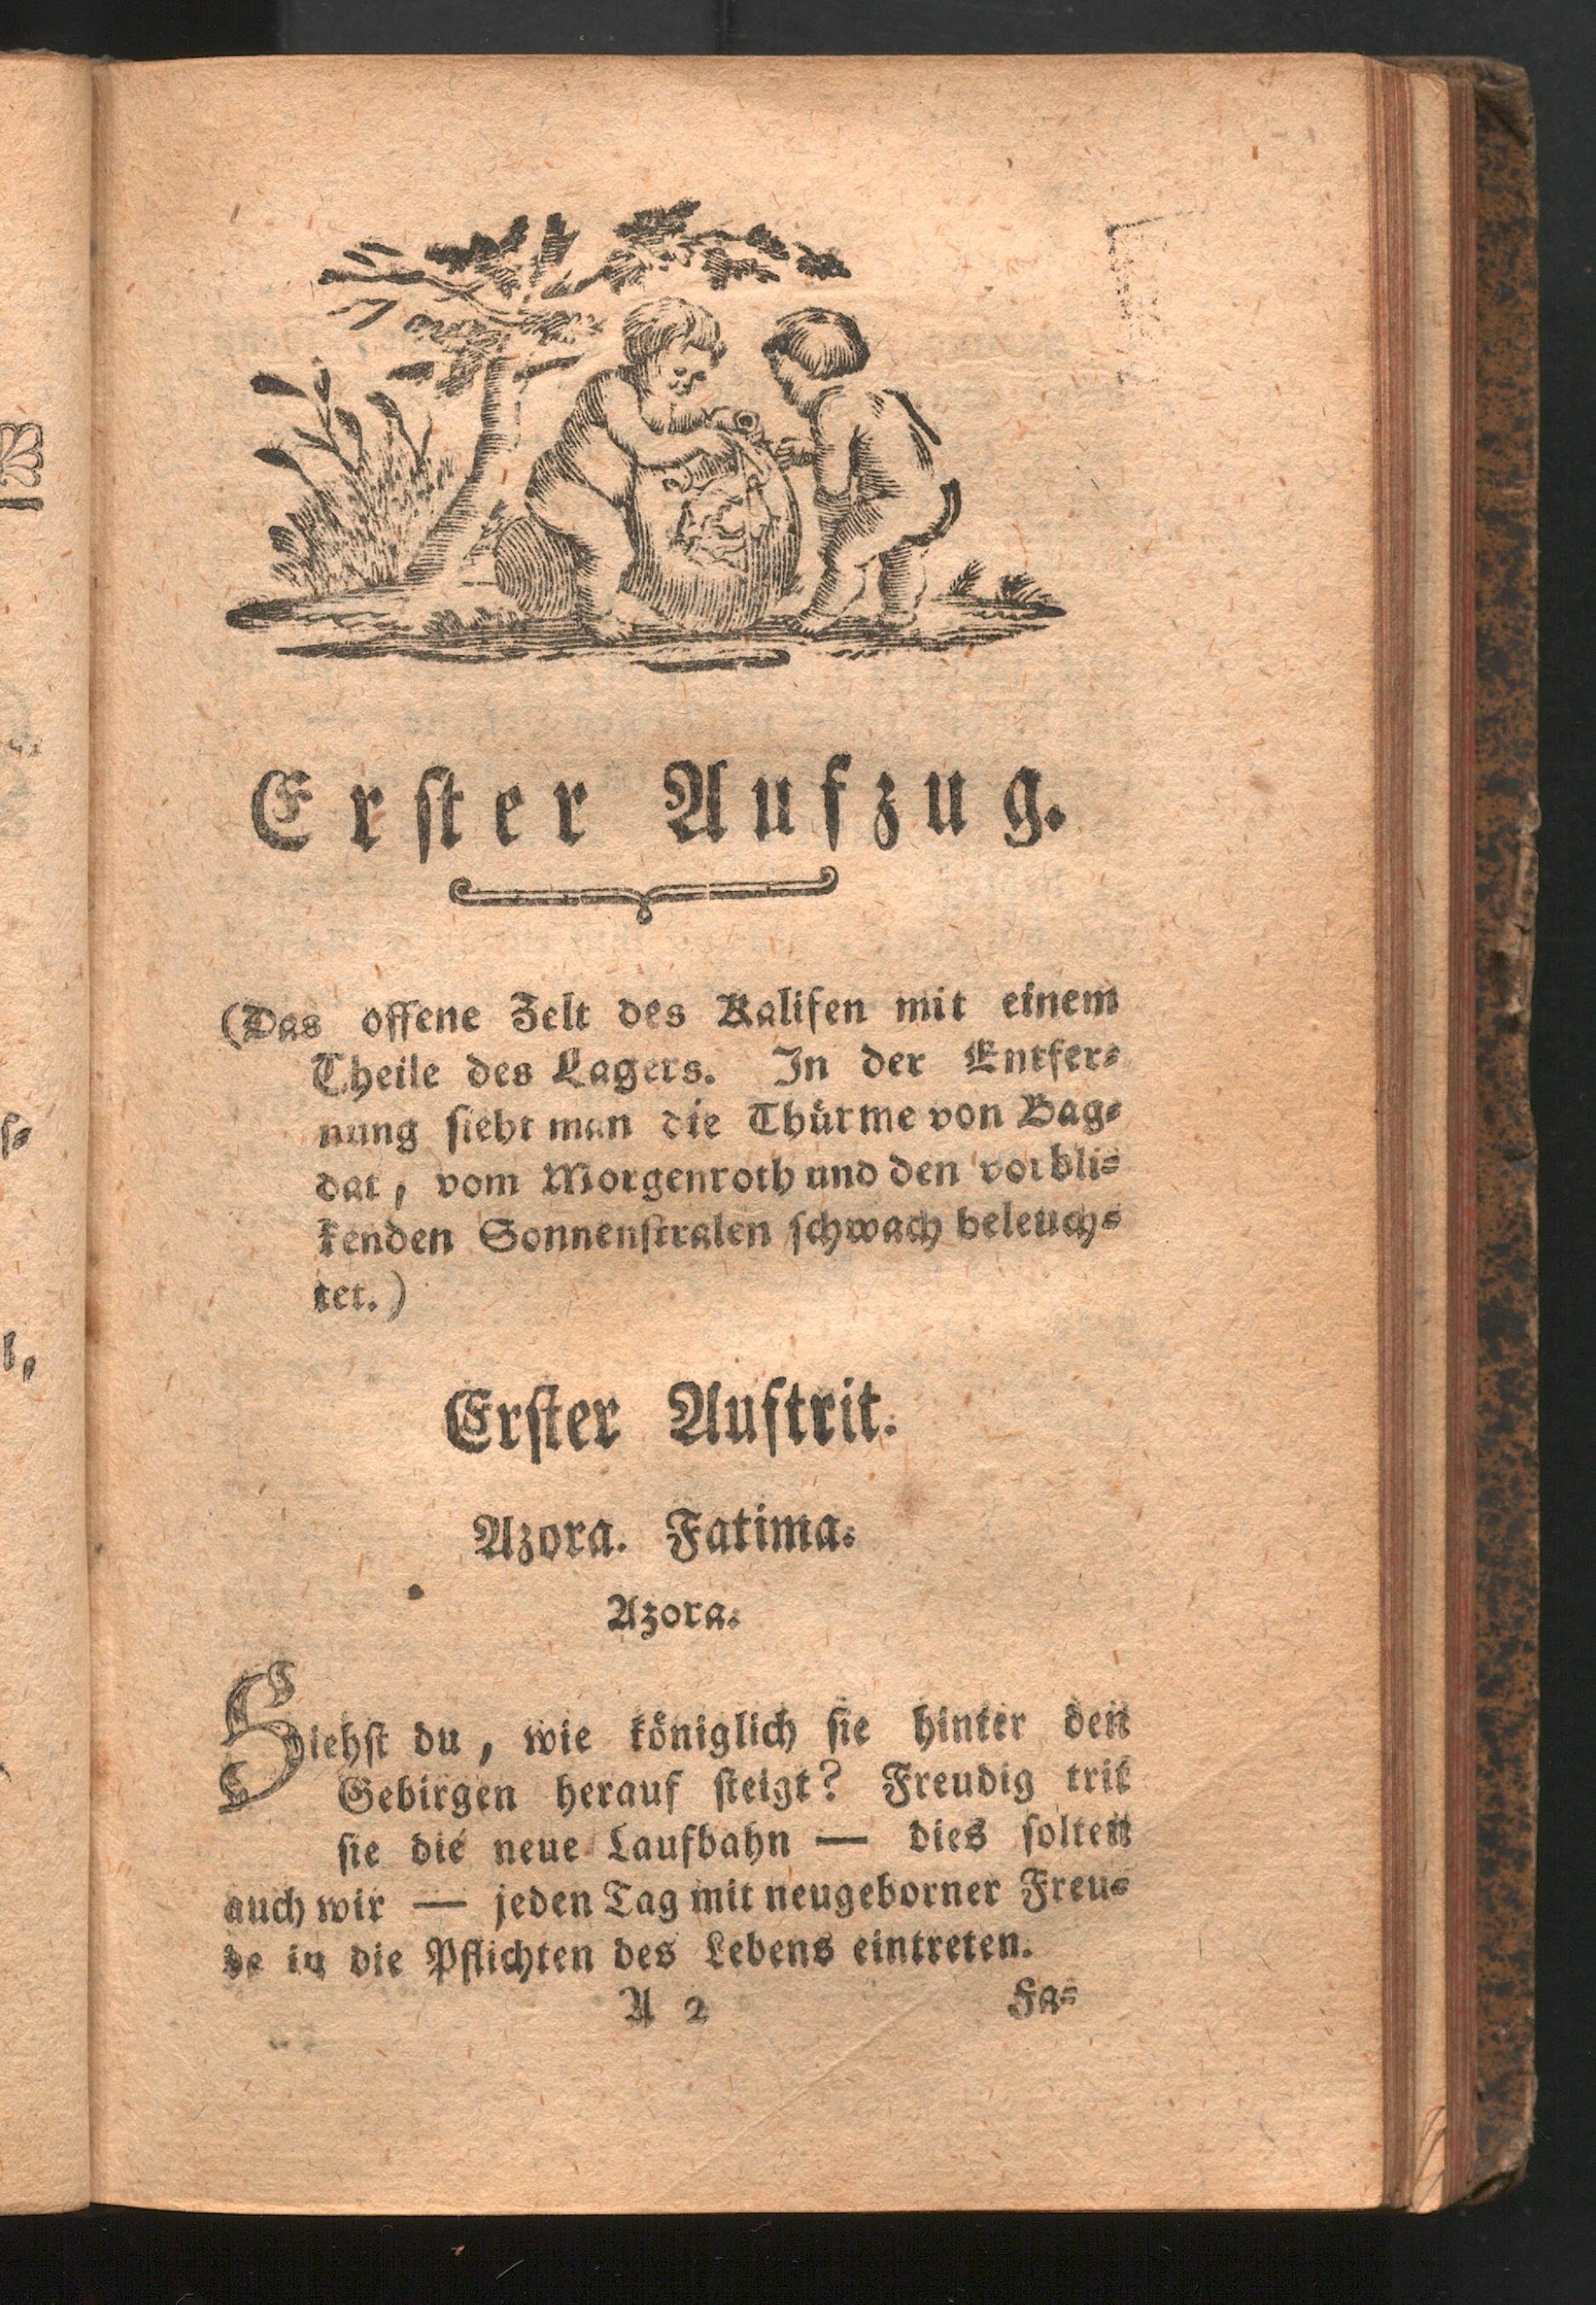 Erster Aufzug.
(Das offene Zelt des Kalifen mit einem
Theile des Lagers. In der Entfer⸗
nung sieht man die Thürme von Bag⸗
dat, vom Morgenroth und den vorbli⸗
kenden Sonnenstralen schwach beleuch⸗
tet.)
Erster Auftrit.
Azora. Fatima.
Azora.
Siehst du, wie königlich sie hinter den
Gebirgen herauf steigt? Freudig trit
sie die neue Laufbahn — dies solten
auch wir — jeden Tag mit neugeborner Freu⸗
de in die Pflichten des Lebens eintreten.
A 2 Fa⸗